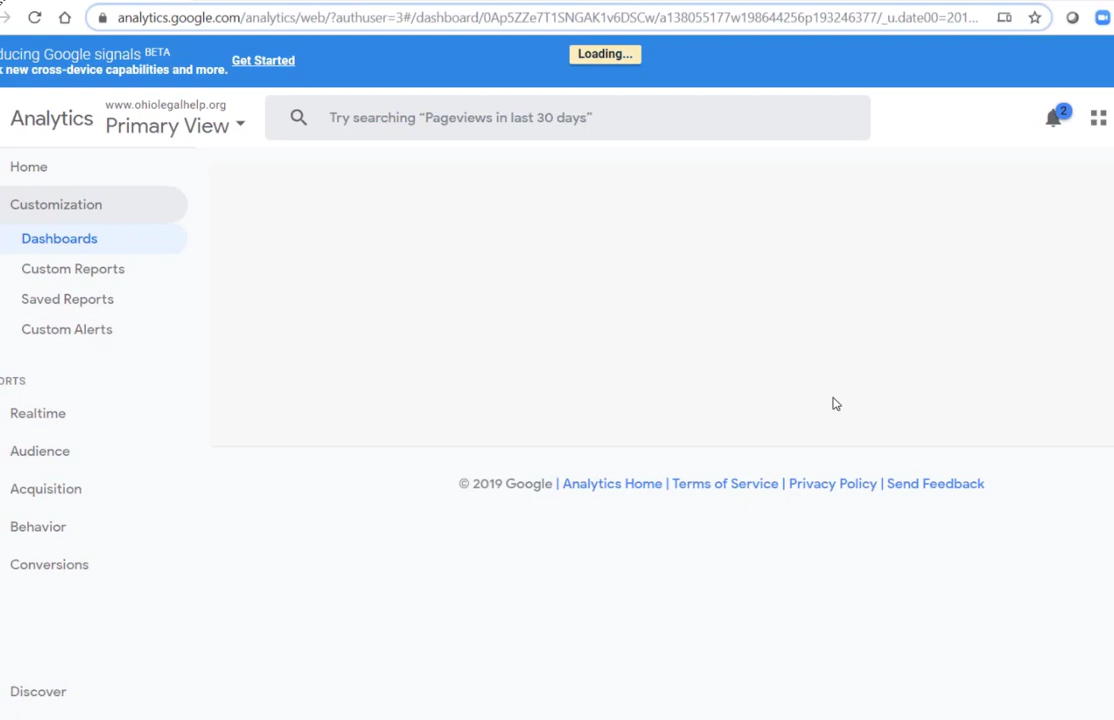 analytics.google.com/analytics/web/?authuser=3#/dashboard/0Ap5ZZe7T1SNGAK1v6DSCw/a138055177w198644256p193246377/_u.date00=201...
ducing Google signals BETA
k new cross-device capabilities and more.
Get Started
Loading...
Analytics
www.ohiolegalhelp.org
Primary View
Try searching “Pageviews in last 30 days”
2
Home
Customization
Dashboards
Custom Reports
Saved Reports
Custom Alerts
ORTS
Realtime
Audience
Acquisition
Behavior
Conversions
© 2019 Google | Analytics Home | Terms of Service | Privacy Policy | Send Feedback
Discover